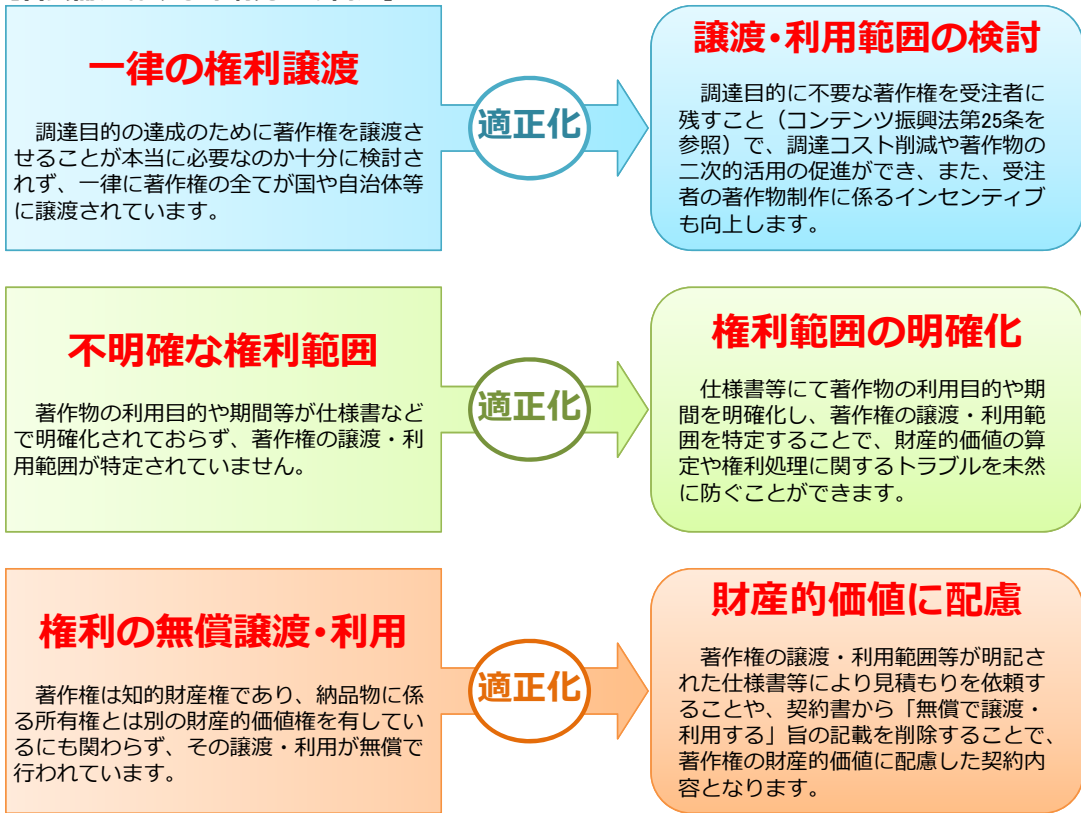 一律の権利譲渡
調達目的の達成のために著作権を譲渡さ
せることが本当に必要なのか十分に検討さ
れず、一律に著作権の全てが国や自治体等
に譲渡されています。
適正化
譲渡・利用範囲の検討
調達目的に不要な著作権を受注者に
残すこと（コンテンツ振興法第25条を
参照）で、調達コスト削減や著作物の
二次的活用の促進ができ、また、受注
者の著作物制作に係るインセンティブ
も向上します。
不明確な権利範囲
著作物の利用目的や期間等が仕様書など
で明確化されておらず、著作権の譲渡・利
用範囲が特定されていません。
適正化
権利範囲の明確化
仕様書等にて著作物の利用目的や期
間を明確化し、著作権の譲渡・利用範
囲を特定することで、財産的価値の算
定や権利処理に関するトラブルを未然
に防ぐことができます。
権利の無償譲渡・利用
著作権は知的財産権であり、納品物に係
る所有権とは別の財産的価値権を有してい
るにも関わらず、その譲渡・利用が無償で
行われています。
適正化
財産的価値に配慮
著作権の譲渡・利用範囲等が明記さ
れた仕様書等により見積もりを依頼す
ることや、契約書から「無償で譲渡・
利用する」旨の記載を削除することで、
著作権の財産的価値に配慮した契約内
容となります。